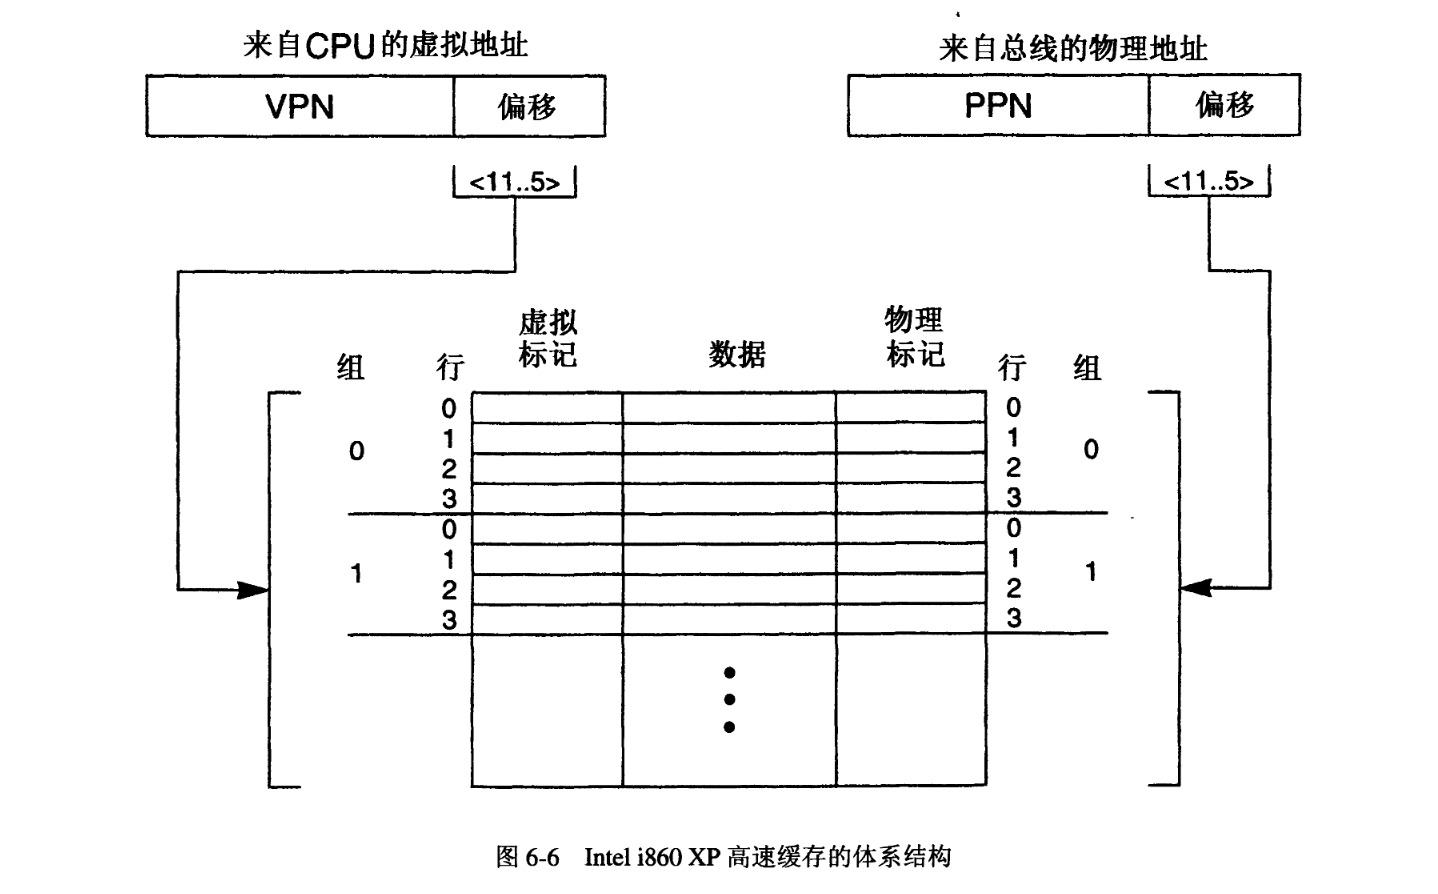 来自CPU的虚拟地址
来自总线的物理地址
VPN 偏移
PPN 偏移
<11..5>
<11..5>
虚拟
标记
物理
标记
组 行 数据 行 组
0 0
1 1
0 2 2 0
3 3
0 0
1 1
1 2 2 1
3 3
图 6-6 Intel i860 XP 高速缓存的体系结构